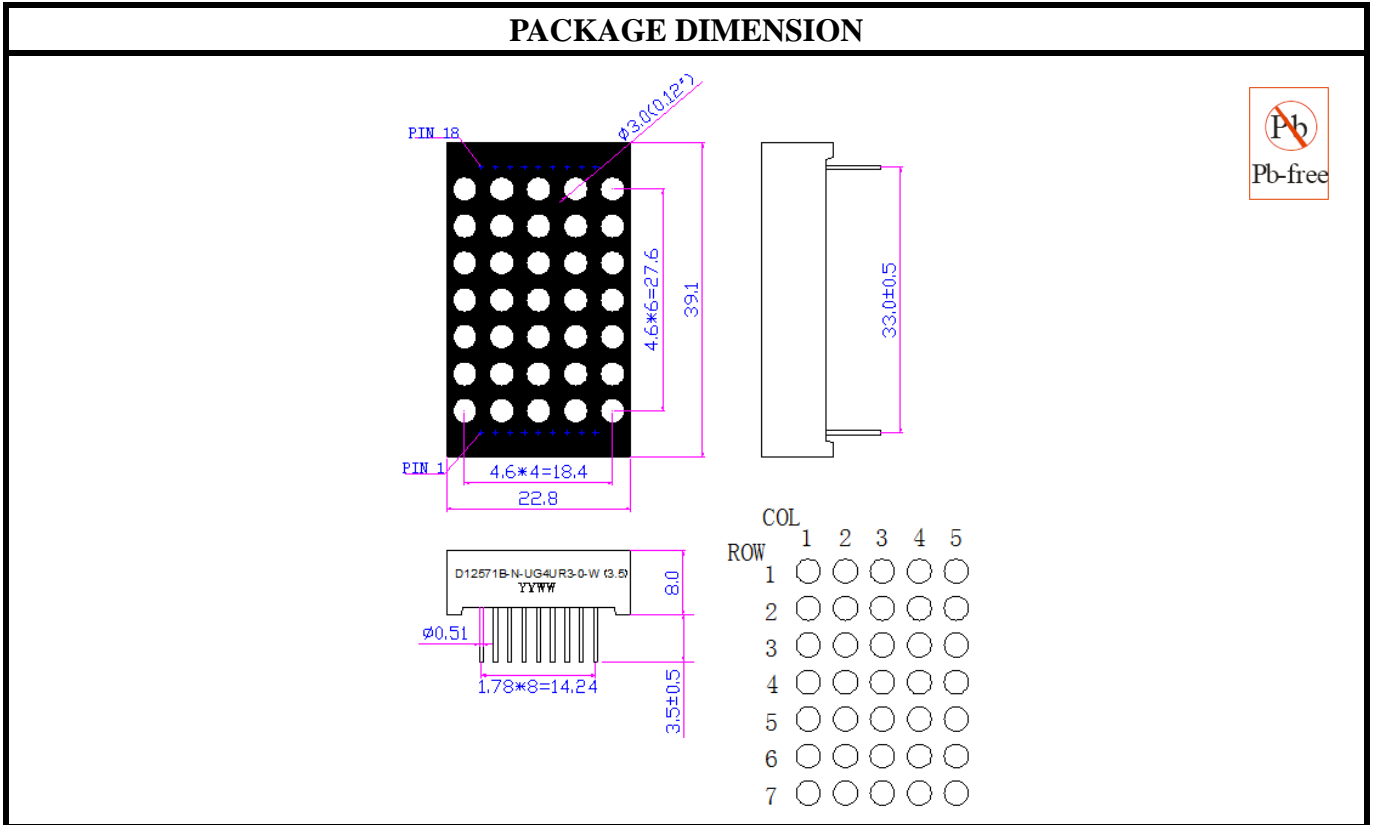 PACKAGE DIMENSION
Pb
Pb-free
PIN 18
Ø3.0(0.12")
4.6*6=27.6
39.1
33.0±0.5
PIN 1
4.6*4=18.4
22.8
D12571B-N-UG4UR3-0-W (3.5)
YYWW
8.0
Ø0.51
1.78*8=14.24
3.5±0.5
COL
1 2 3 4 5
ROW
1
2
3
4
5
6
7